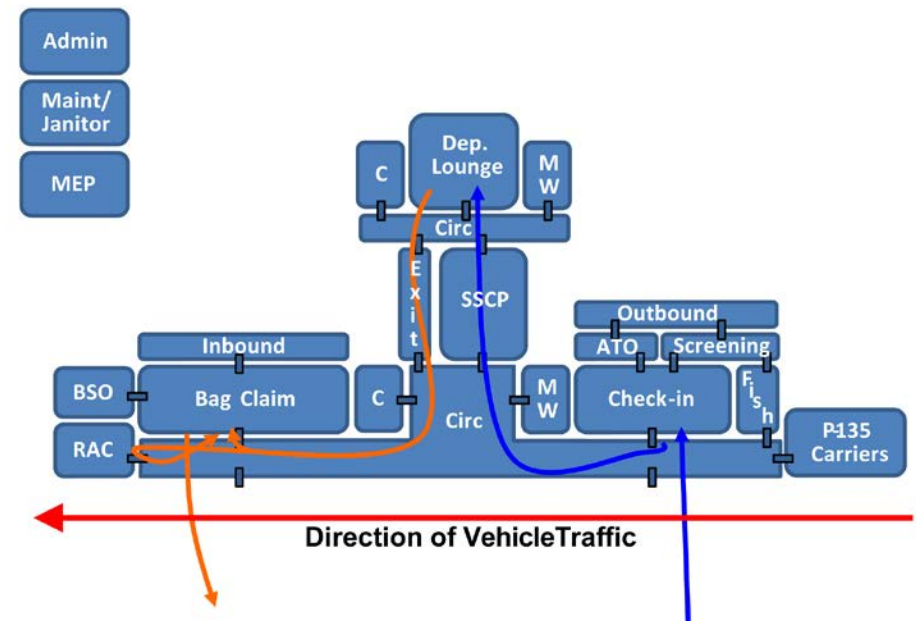 Admin
Maint/
Janitor
MEP
C
Dep.
Lounge
M
W
Circ
E
x
i
t
SSCP
Outbound
ATO
Screening
Inbound
BSO
Bag Claim
C
Circ
M
W
Check-in
F
i
s
h
RAC
P-135
Carriers
Direction of VehicleTraffic